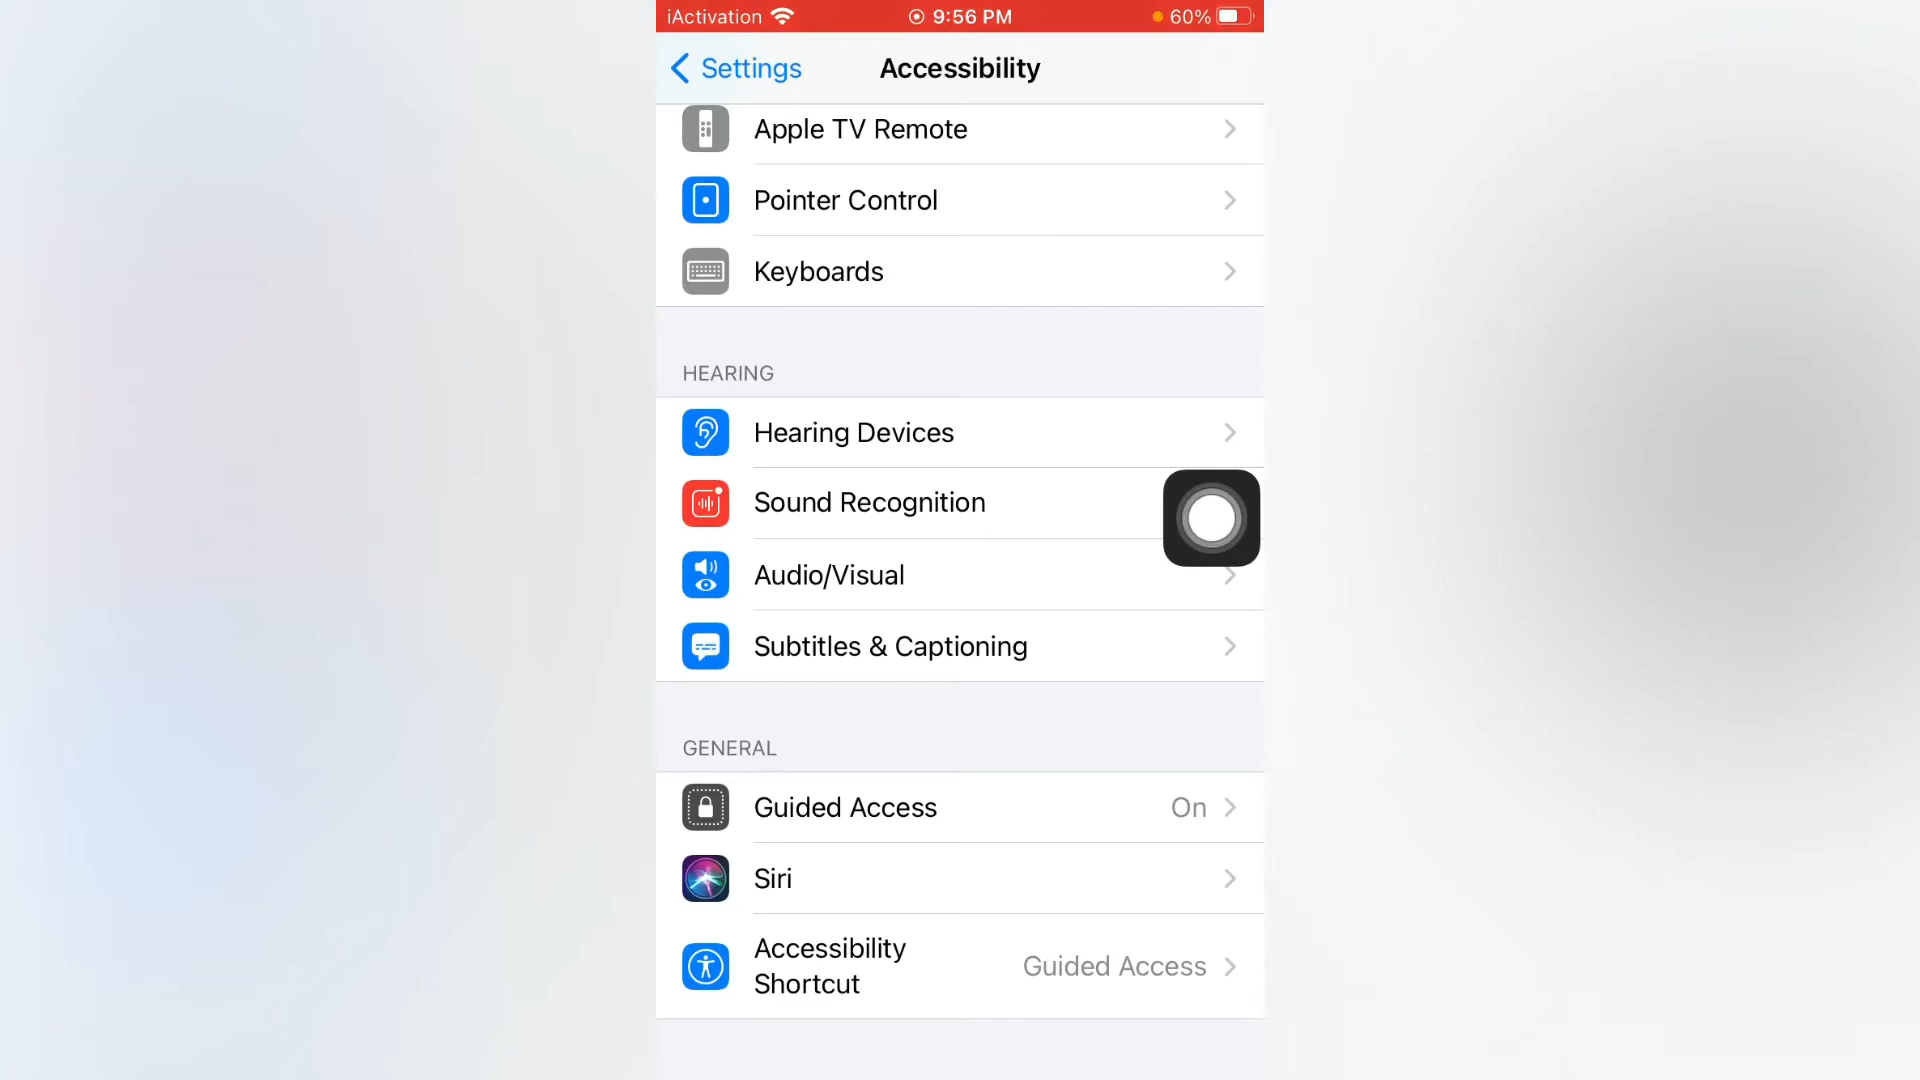 iActivation 9:56 PM 60%
Settings Accessibility
Apple TV Remote
Pointer Control
Keyboards
HEARING
Hearing Devices
Sound Recognition
Audio/Visual
Subtitles & Captioning
GENERAL
Guided Access On
Siri
Accessibility
Shortcut Guided Access